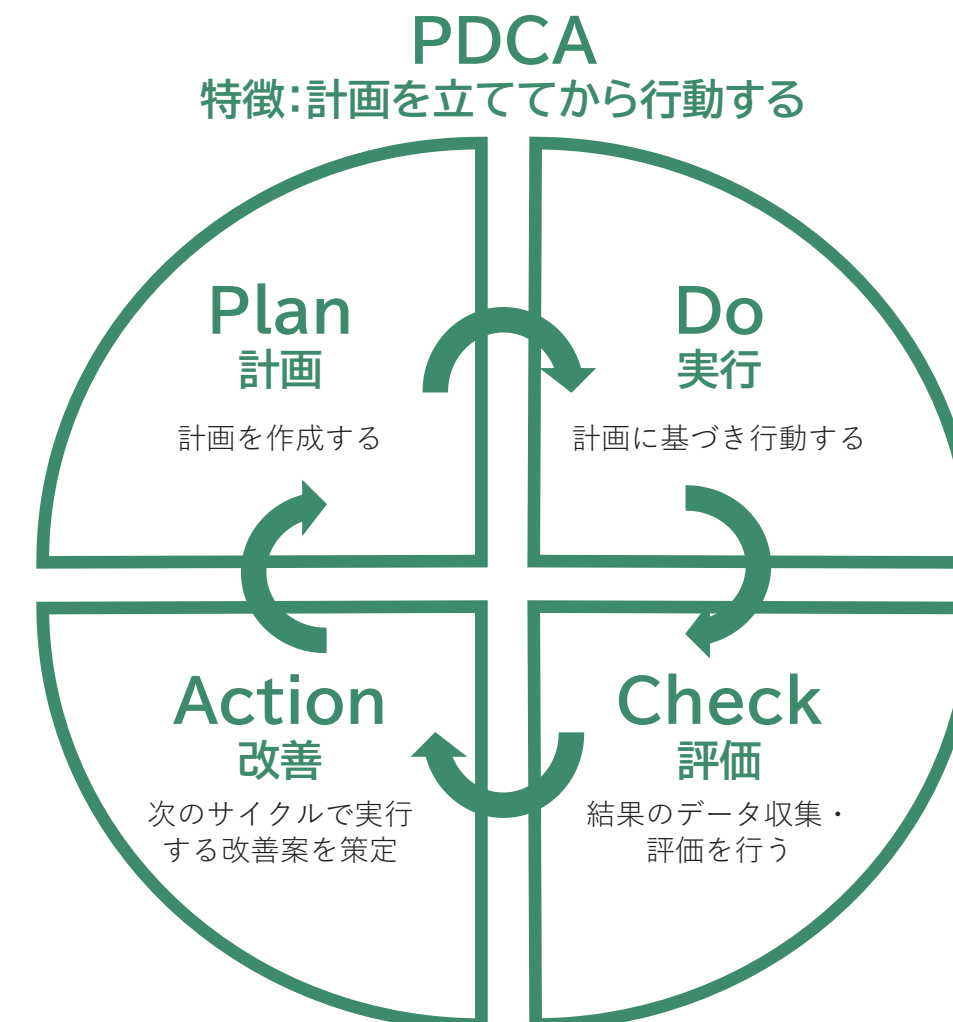 PDCA
特徴:計画を立ててから行動する
Plan
計画
計画を作成する
Do
実行
計画に基づき行動する
Action
改善
次のサイクルで実行
する改善案を策定
Check
評価
結果のデータ収集・
評価を行う